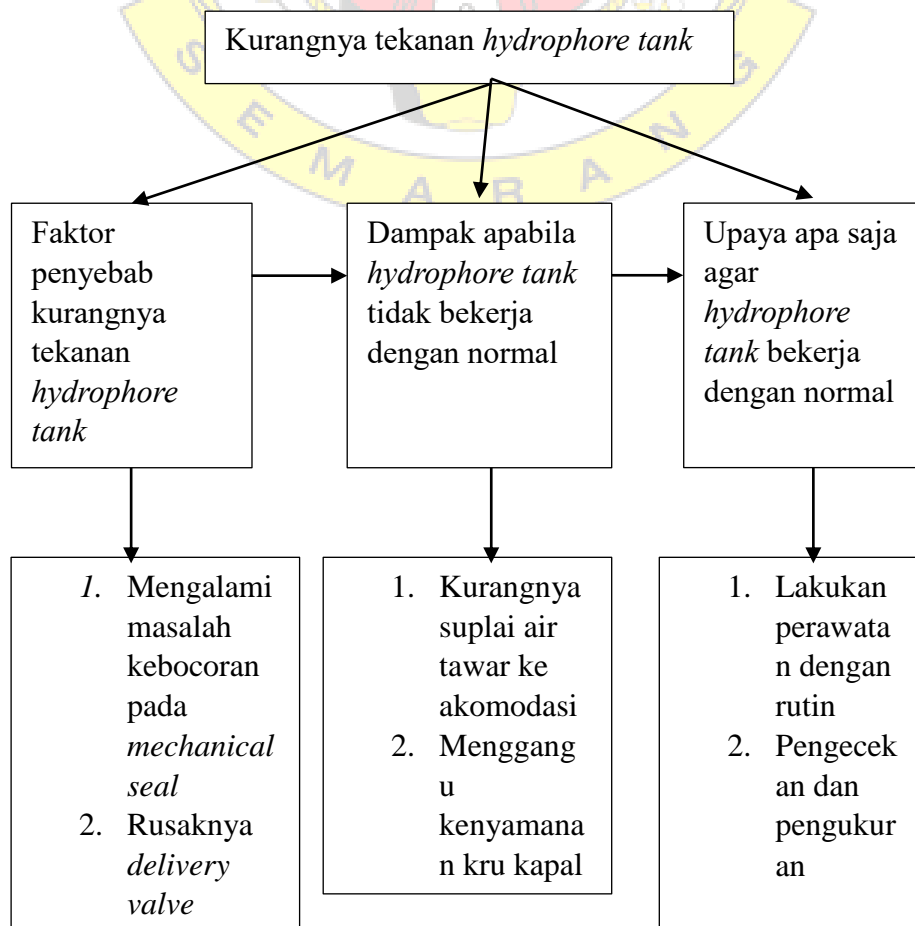 Kurangnya tekanan hydrophore tank
S E M A R A N G
Faktor
penyebab
kurangnya
tekanan
hydrophore
tank
Dampak apabila
hydrophore tank
tidak bekerja
dengan normal
Upaya apa saja
agar
hydrophore
tank bekerja
dengan normal
1. Mengalami
masalah
kebocoran
pada
mechanical
seal
2. Rusaknya
delivery
valve
1. Kurangnya
suplai air
tawar ke
akomodasi
2. Menggang
u
kenyamana
n kru kapal
1. Lakukan
perawata
n dengan
rutin
2. Pengecek
an dan
pengukur
an